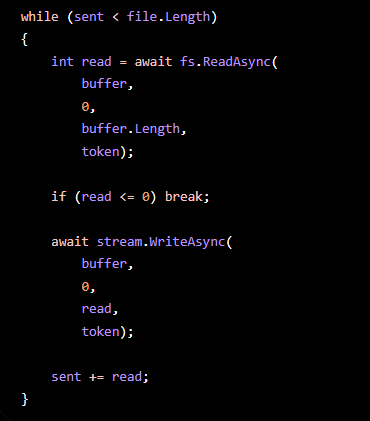 while (sent < file.Length)
{
    int read = await fs.ReadAsync(
        buffer,
        0,
        buffer.Length,
        token);

    if (read <= 0) break;

    await stream.WriteAsync(
        buffer,
        0,
        read,
        token);

    sent += read;
}